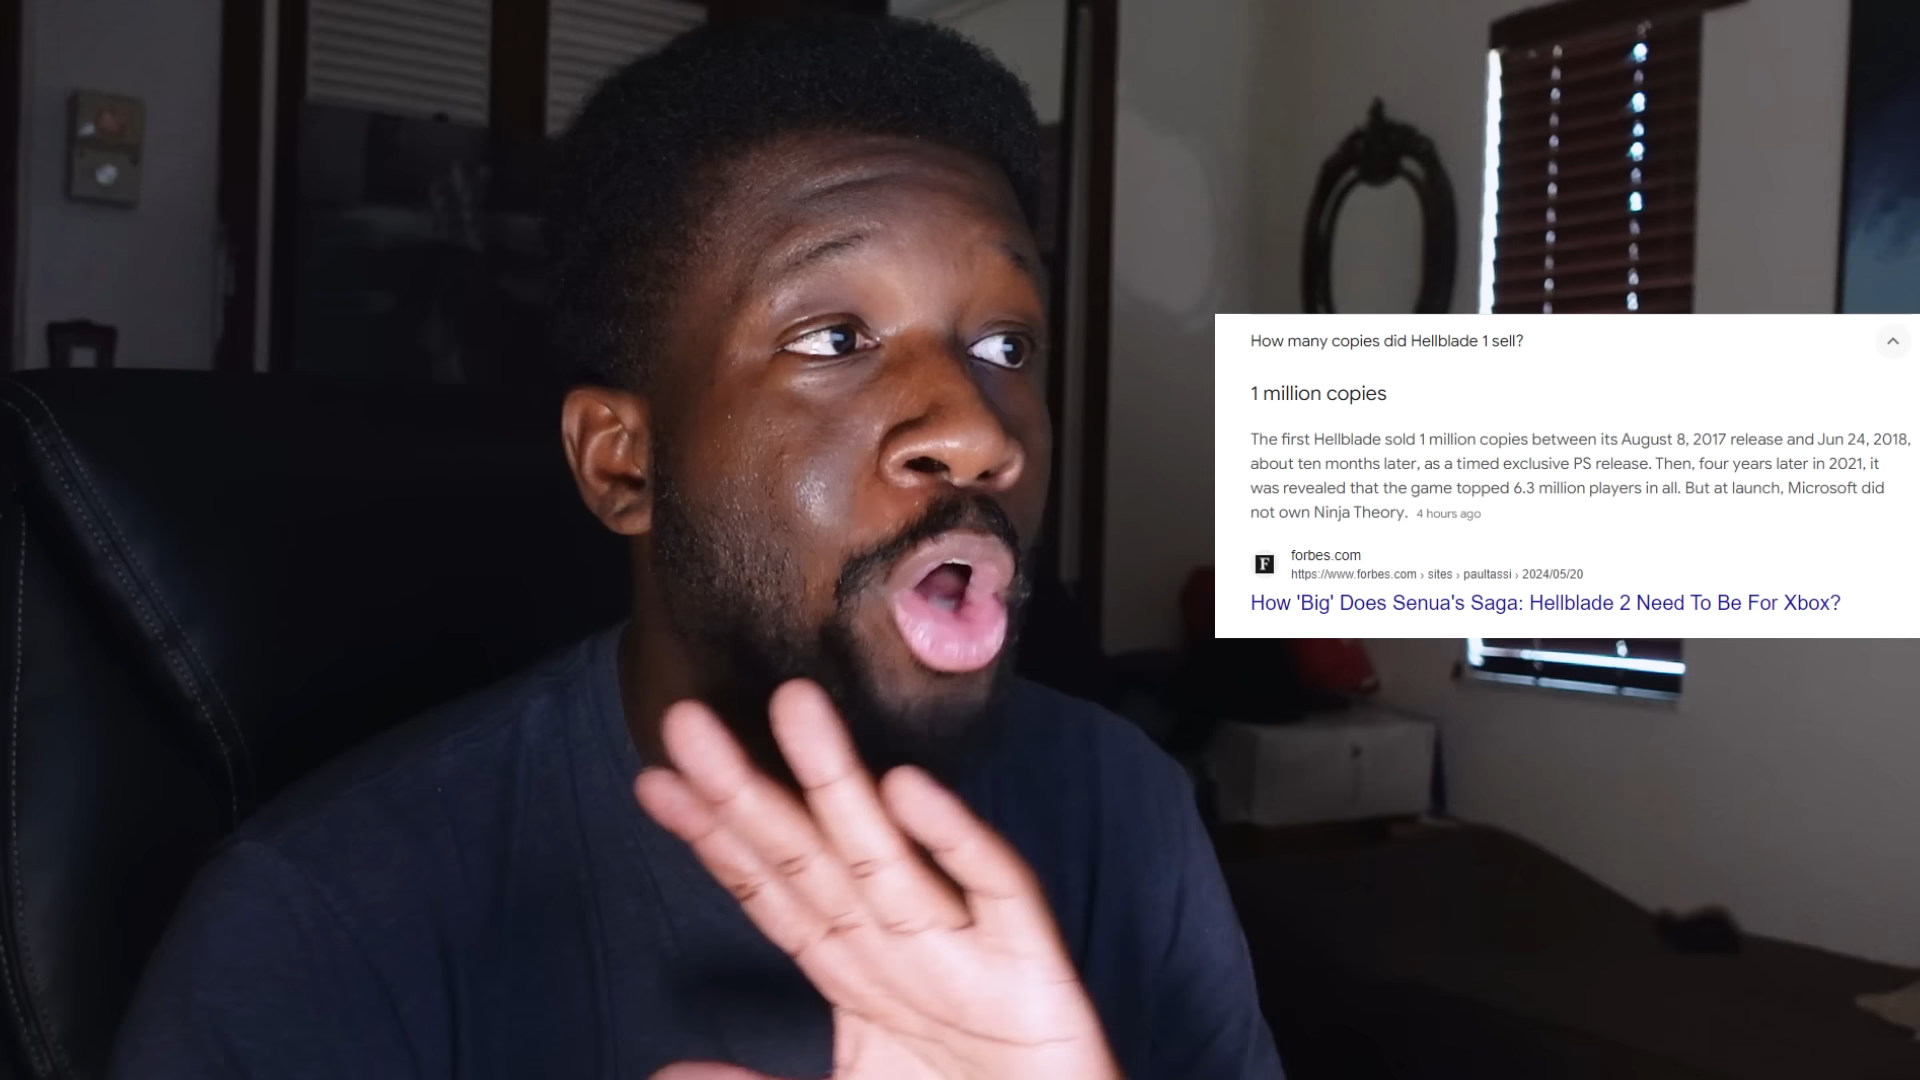 How many copies did Hellblade 1 sell?
1 million copies
The first Hellblade sold 1 million copies between its August 8, 2017 release and Jun 24, 2018,
about ten months later, as a timed exclusive PS release. Then, four years later in 2021, it
was revealed that the game topped 6.3 million players in all. But at launch, Microsoft did
not own Ninja Theory. 4 hours ago
F
forbes.com
https://www.forbes.com › sites › paultassi › 2024/05/20
How 'Big' Does Senua's Saga: Hellblade 2 Need To Be For Xbox?